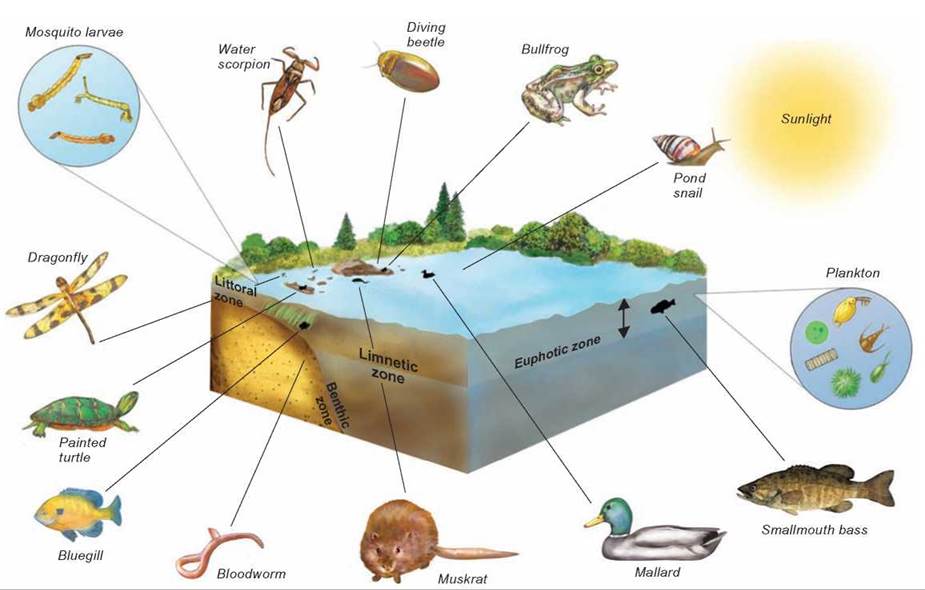 Mosquito larvae
Water
scorpion
Diving
beetle
Bullfrog
Sunlight
Pond
snail
Dragonfly
Plankton
Littoral
zone
Limnetic
zone
Euphotic zone
Benthic
zone
Painted
turtle
Bluegill
Bloodworm
Muskrat
Mallard
Smallmouth bass